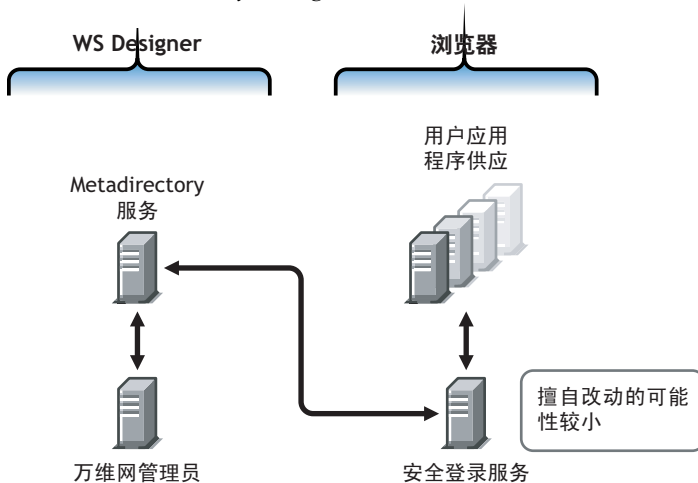 WS Designer
浏览器
用户应用
程序供应
Metadirectory
服务
擅自改动的可能
性较小
万维网管理员
安全登录服务